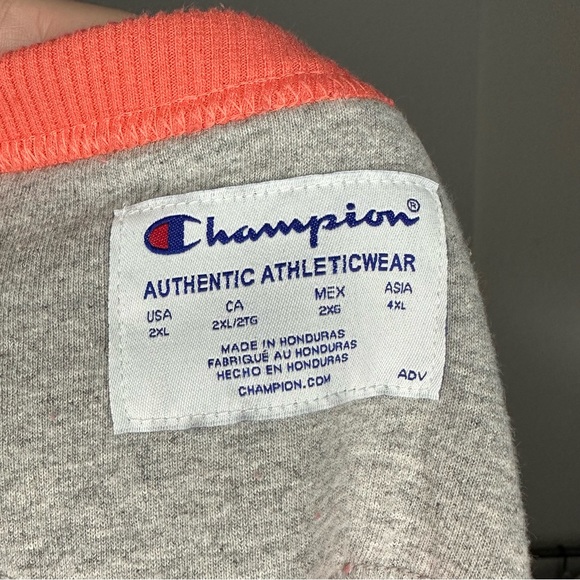 Champion®
AUTHENTIC ATHLETICWEAR
USA CA MEX ASIA
2XL 2XL/2TG 2XG 4XL
MADE IN HONDURAS
FABRIQUÉ AU HONDURAS
HECHO EN HONDURAS
CHAMPION.COM
ADV